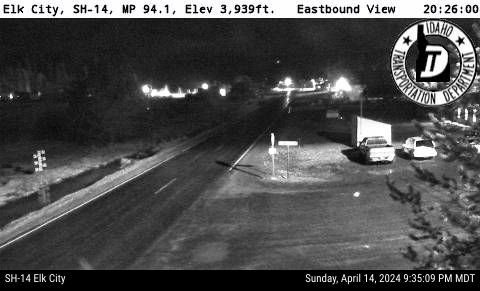 Elk City, SH-14, MP 94.1, Elev 3,939ft. Eastbound View 20:26:00
IDAHO
TRANSPORTATION DEPARTMENT
SH-14 Elk City Sunday, April 14, 2024 9:35:09 PM MDT